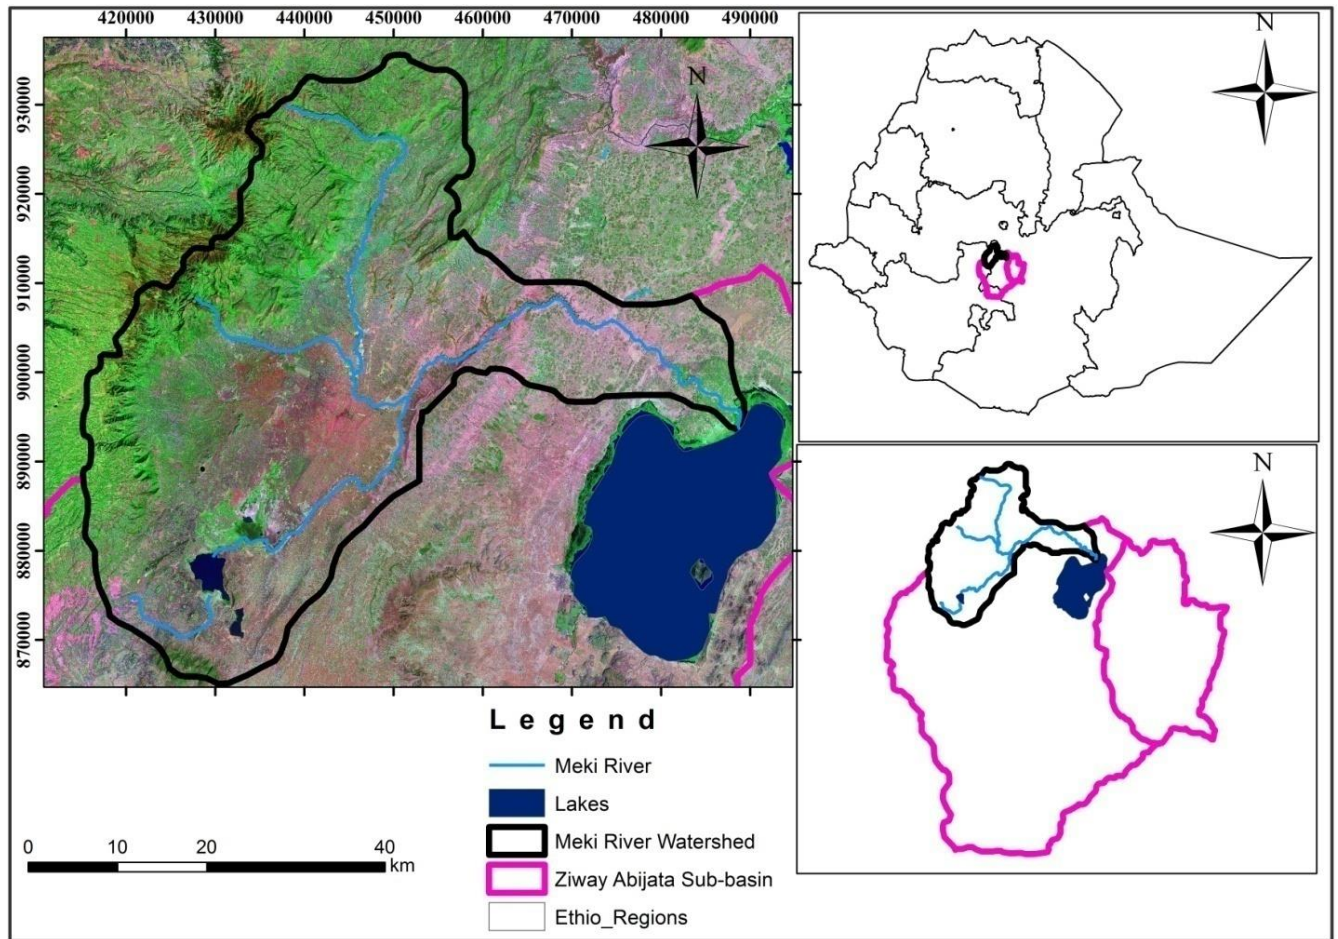 420000 430000 440000 450000 460000 470000 480000 490000
N
N
930000
920000
910000
900000
890000
880000
870000
N
Legend
Meki River
Lakes
Meki River Watershed
Ziway Abijata Sub-basin
Ethio_Regions
0 10 20 40
km